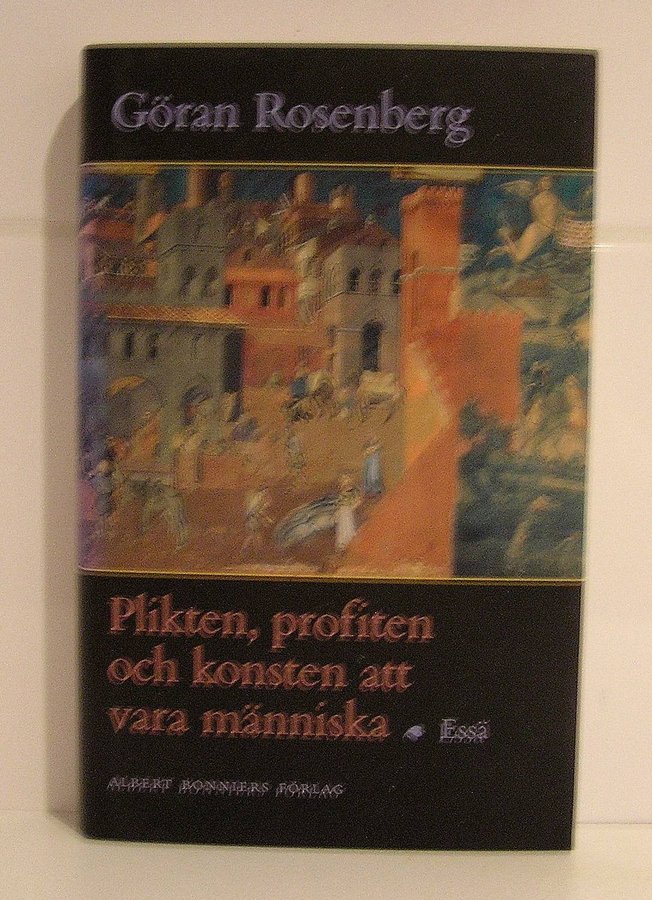 Göran Rosenberg
Plikten, profiten
och konsten att
vara människa Essä
ALBERT BONNIERS FÖRLAG